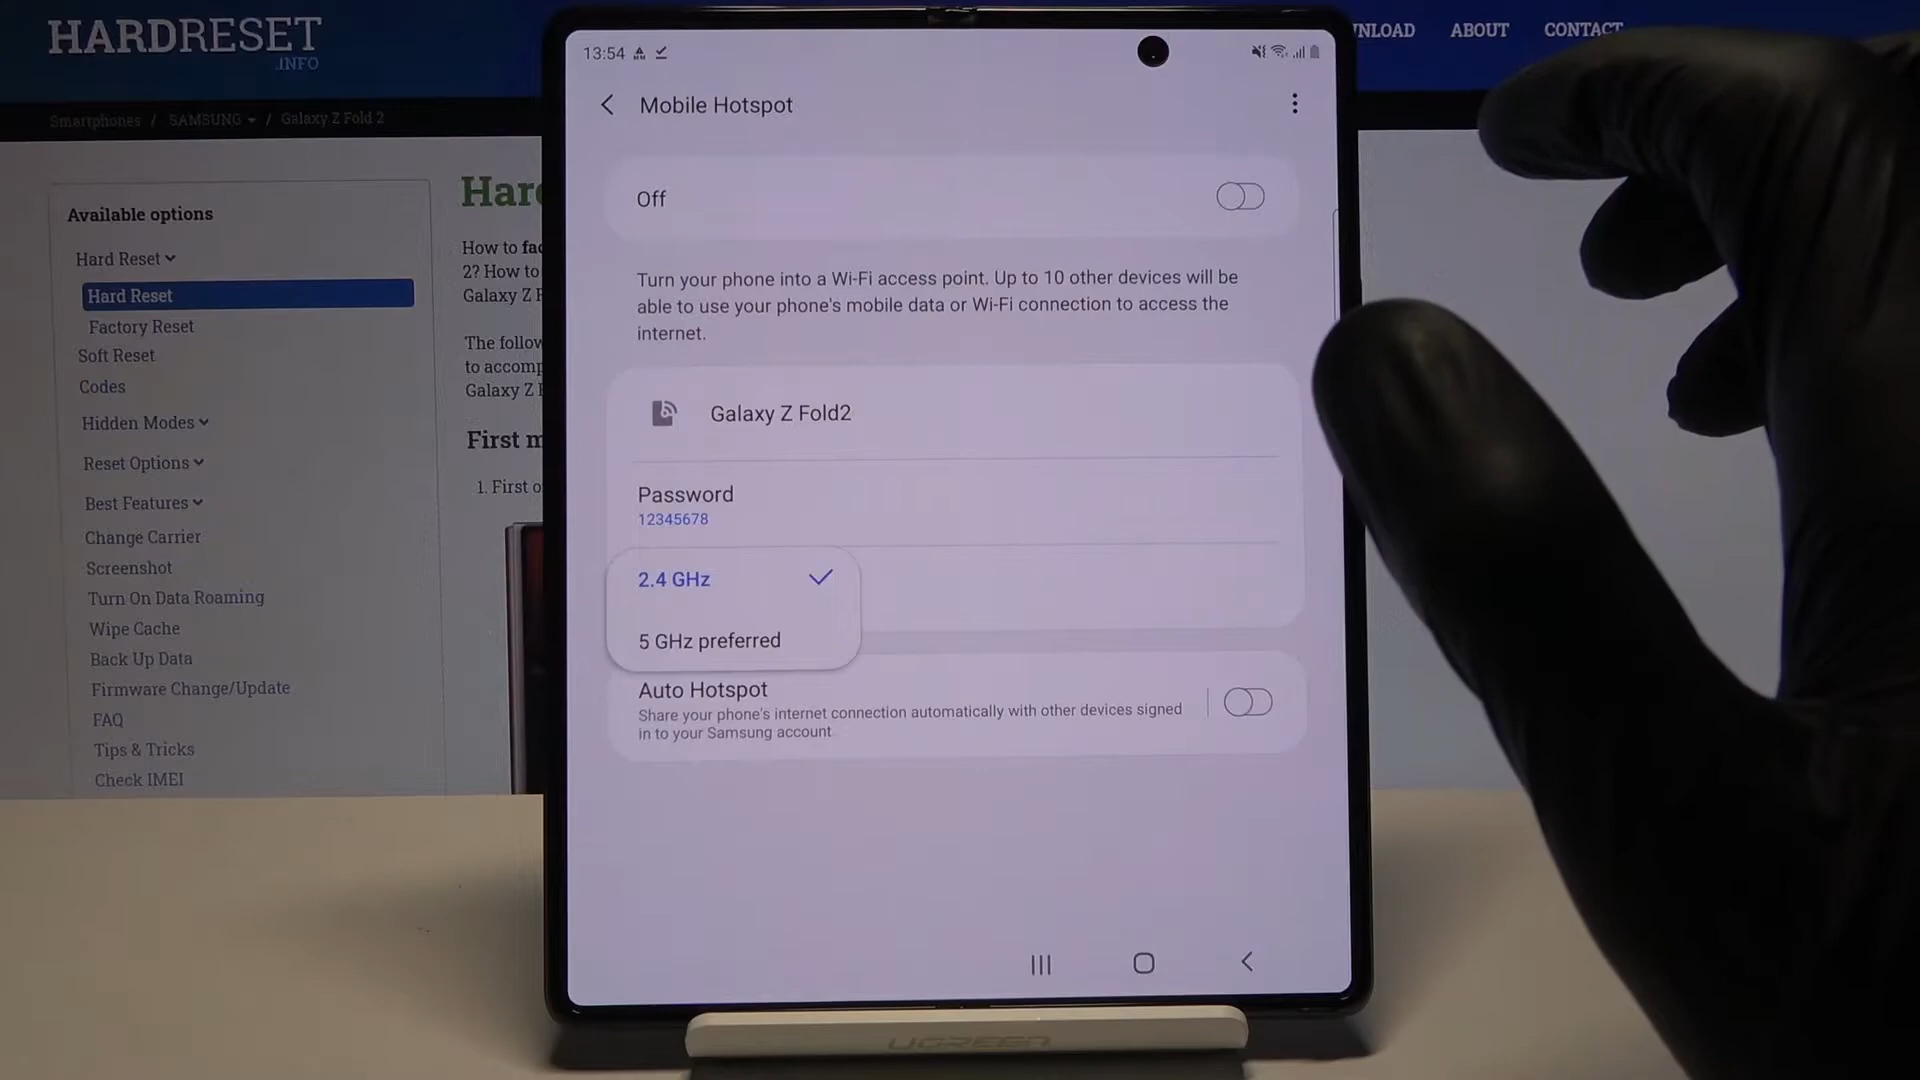 HARDRESET
.INFO
NLOAD
ABOUT
CONTACT
Smartphones / SAMSUNG / Galaxy Z Fold 2
Available options
Hard Reset
Hard Reset
Factory Reset
Soft Reset
Codes
Hidden Modes
Reset Options
Best Features
Change Carrier
Screenshot
Turn On Data Roaming
Wipe Cache
Back Up Data
Firmware Change/Update
FAQ
Tips & Tricks
Check IMEI
Hard
How to fac
2? How to
Galaxy Z F
The follow
to accomp
Galaxy Z F
First m
1. First o
13:54
Mobile Hotspot
Off
Turn your phone into a Wi-Fi access point. Up to 10 other devices will be
able to use your phone's mobile data or Wi-Fi connection to access the
internet.
Galaxy Z Fold2
Password
12345678
2.4 GHz
5 GHz preferred
Auto Hotspot
Share your phone's internet connection automatically with other devices signed
in to your Samsung account
UGREEN